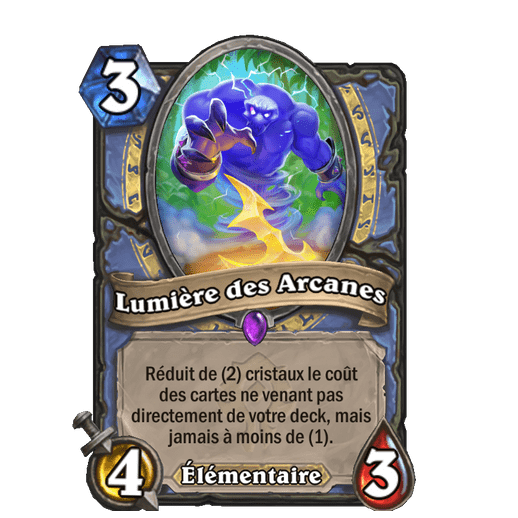 3
Lumière des Arcanes
Réduit de (2) cristaux le coût
des cartes ne venant pas
directement de votre deck, mais
jamais à moins de (1).
4
Élémentaire
3